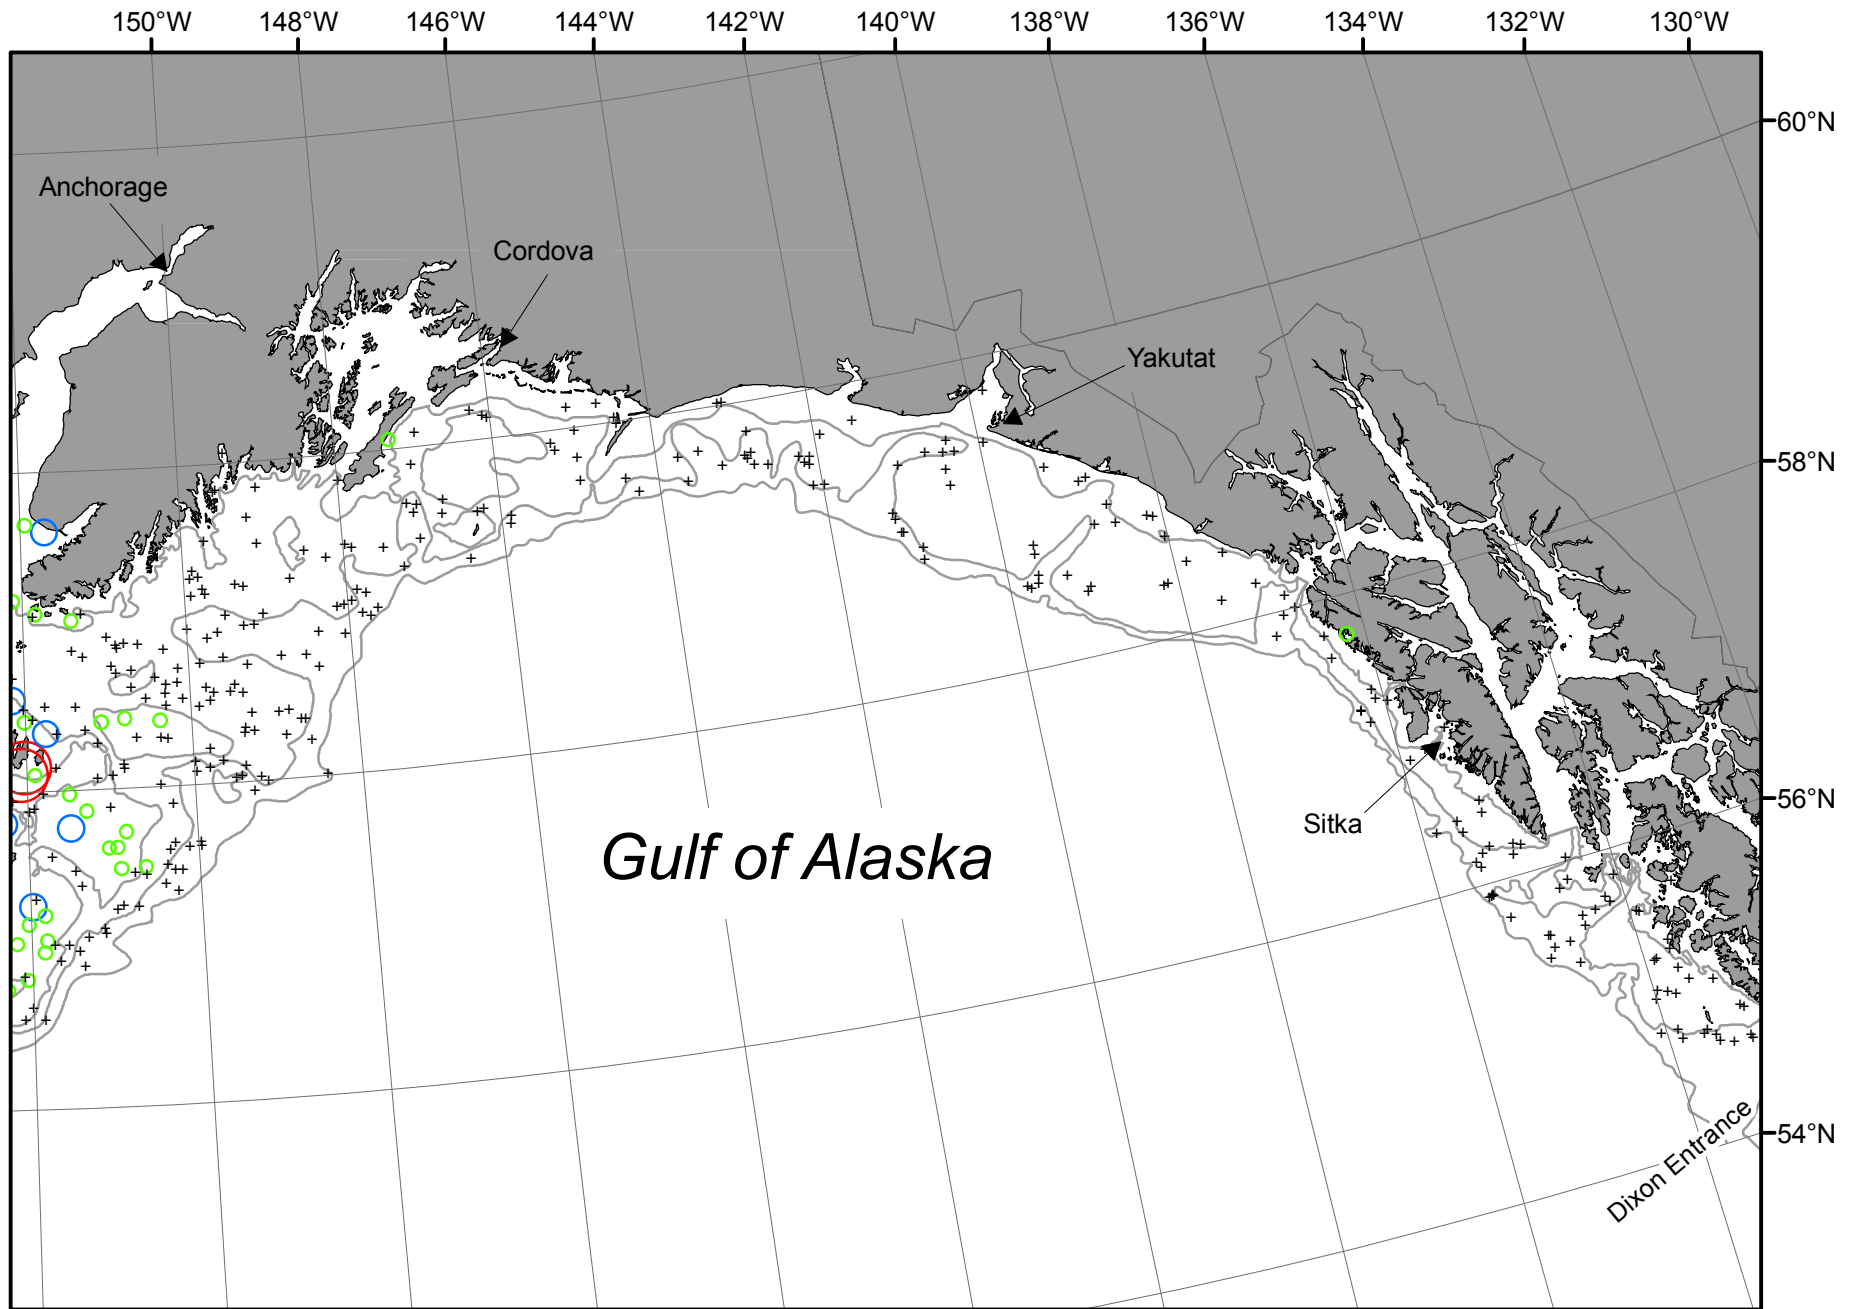 150°W 148°W 146°W 144°W 142°W 140°W 138°W 136°W 134°W 132°W 130°W
60°N
Anchorage
Cordova
Yakutat
58°N
56°N
Sitka
Gulf of Alaska
54°N
Dixon Entrance